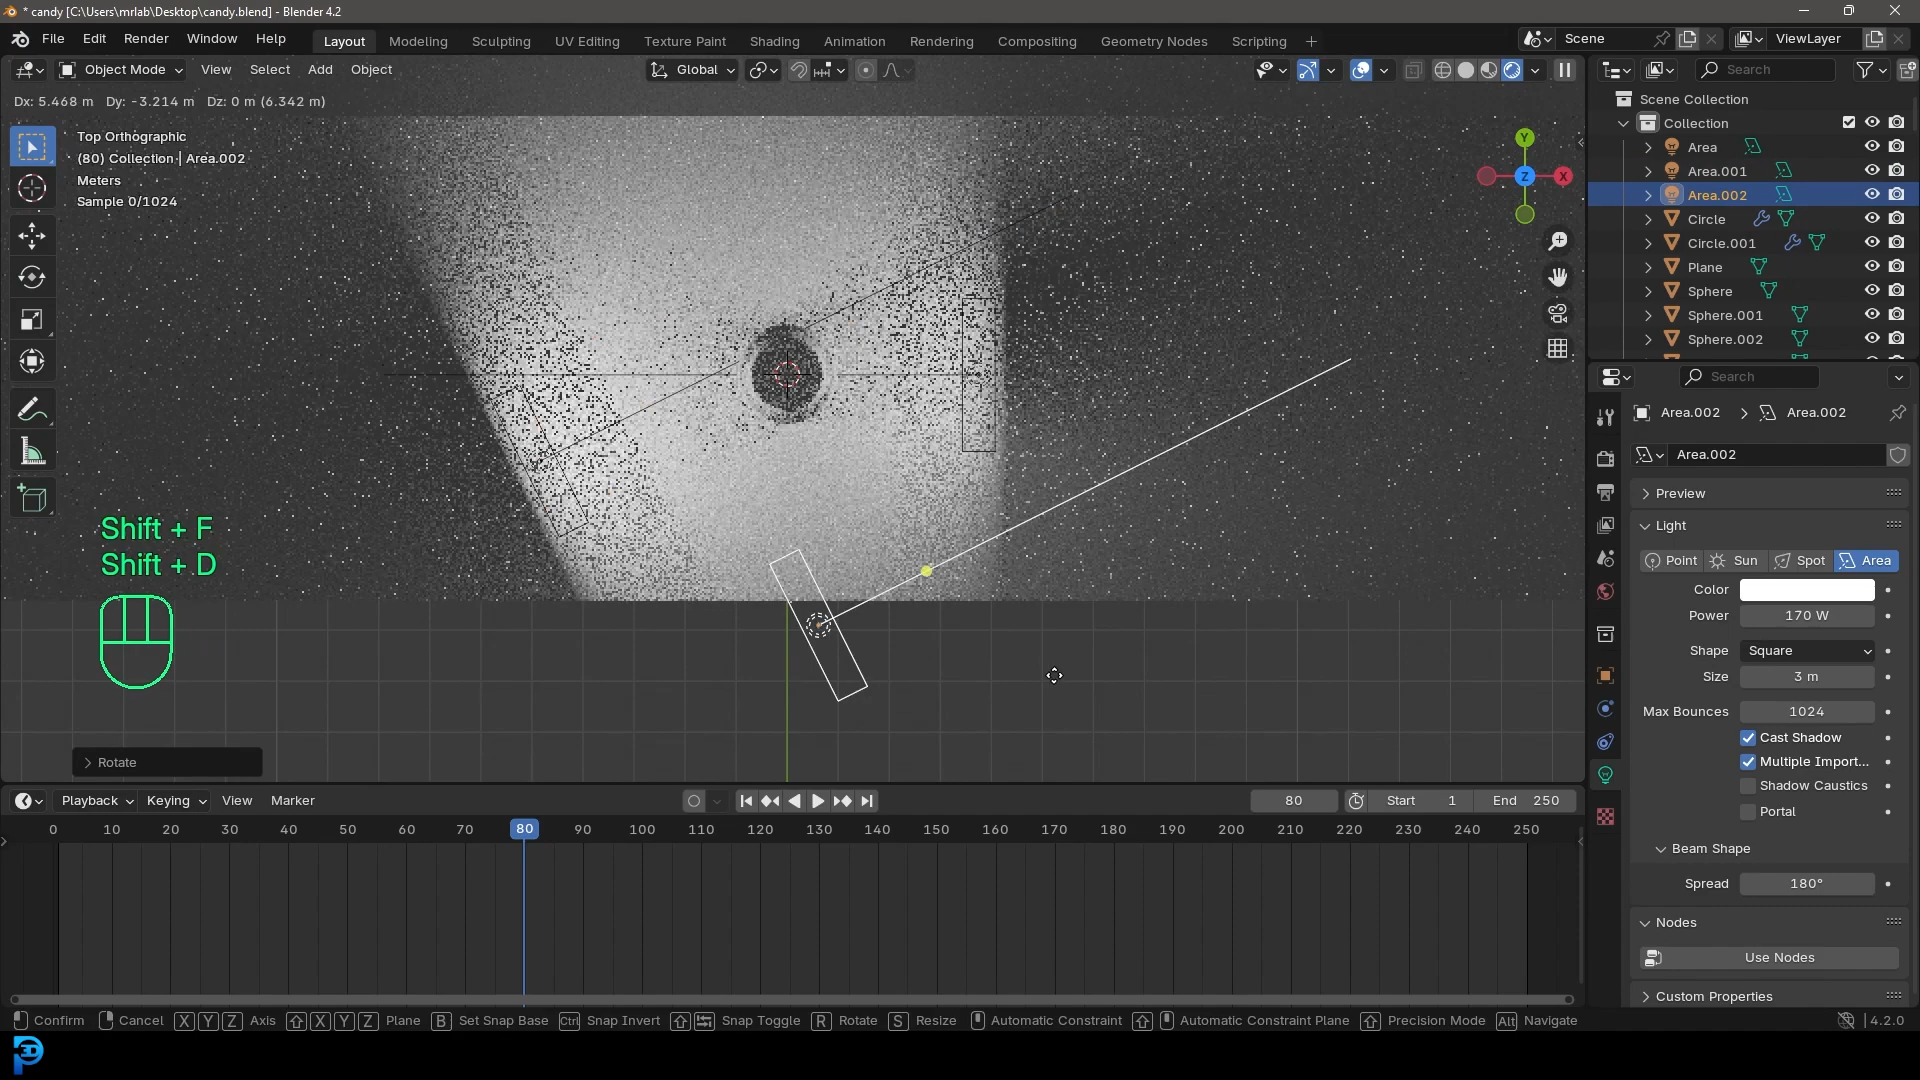 * candy [C:\Users\mrlab\Desktop\candy.blend] - Blender 4.2
File Edit Render Window Help
Layout Modeling Sculpting UV Editing Texture Paint Shading Animation Rendering Compositing Geometry Nodes Scripting +
Scene
ViewLayer
Object Mode View Select Add Object
Global
Search
Dx: 5.468 m Dy: -3.214 m Dz: 0 m (6.342 m)
Scene Collection
Collection
Area
Area.001
Area.002
Circle
Circle.001
Plane
Sphere
Sphere.001
Sphere.002
Top Orthographic
(80) Collection | Area.002
Meters
Sample 0/1024
Y
Z
X
Search
Area.002 > Area.002
Area.002
Preview
Light
Point Sun Spot Area
Color
Power 170 W
Shape Square
Size 3 m
Max Bounces 1024
Cast Shadow
Multiple Import...
Shadow Caustics
Portal
Beam Shape
Spread 180°
Nodes
Use Nodes
Custom Properties
Shift + F
Shift + D
Rotate
Playback Keying View Marker
80
Start 1
End 250
0 10 20 30 40 50 60 70 80 90 100 110 120 130 140 150 160 170 180 190 200 210 220 230 240 250
Confirm Cancel X Y Z Axis X Y Z Plane B Set Snap Base Ctrl Snap Invert Snap Toggle R Rotate S Resize Automatic Constraint Automatic Constraint Plane Precision Mode Alt Navigate
4.2.0
3D